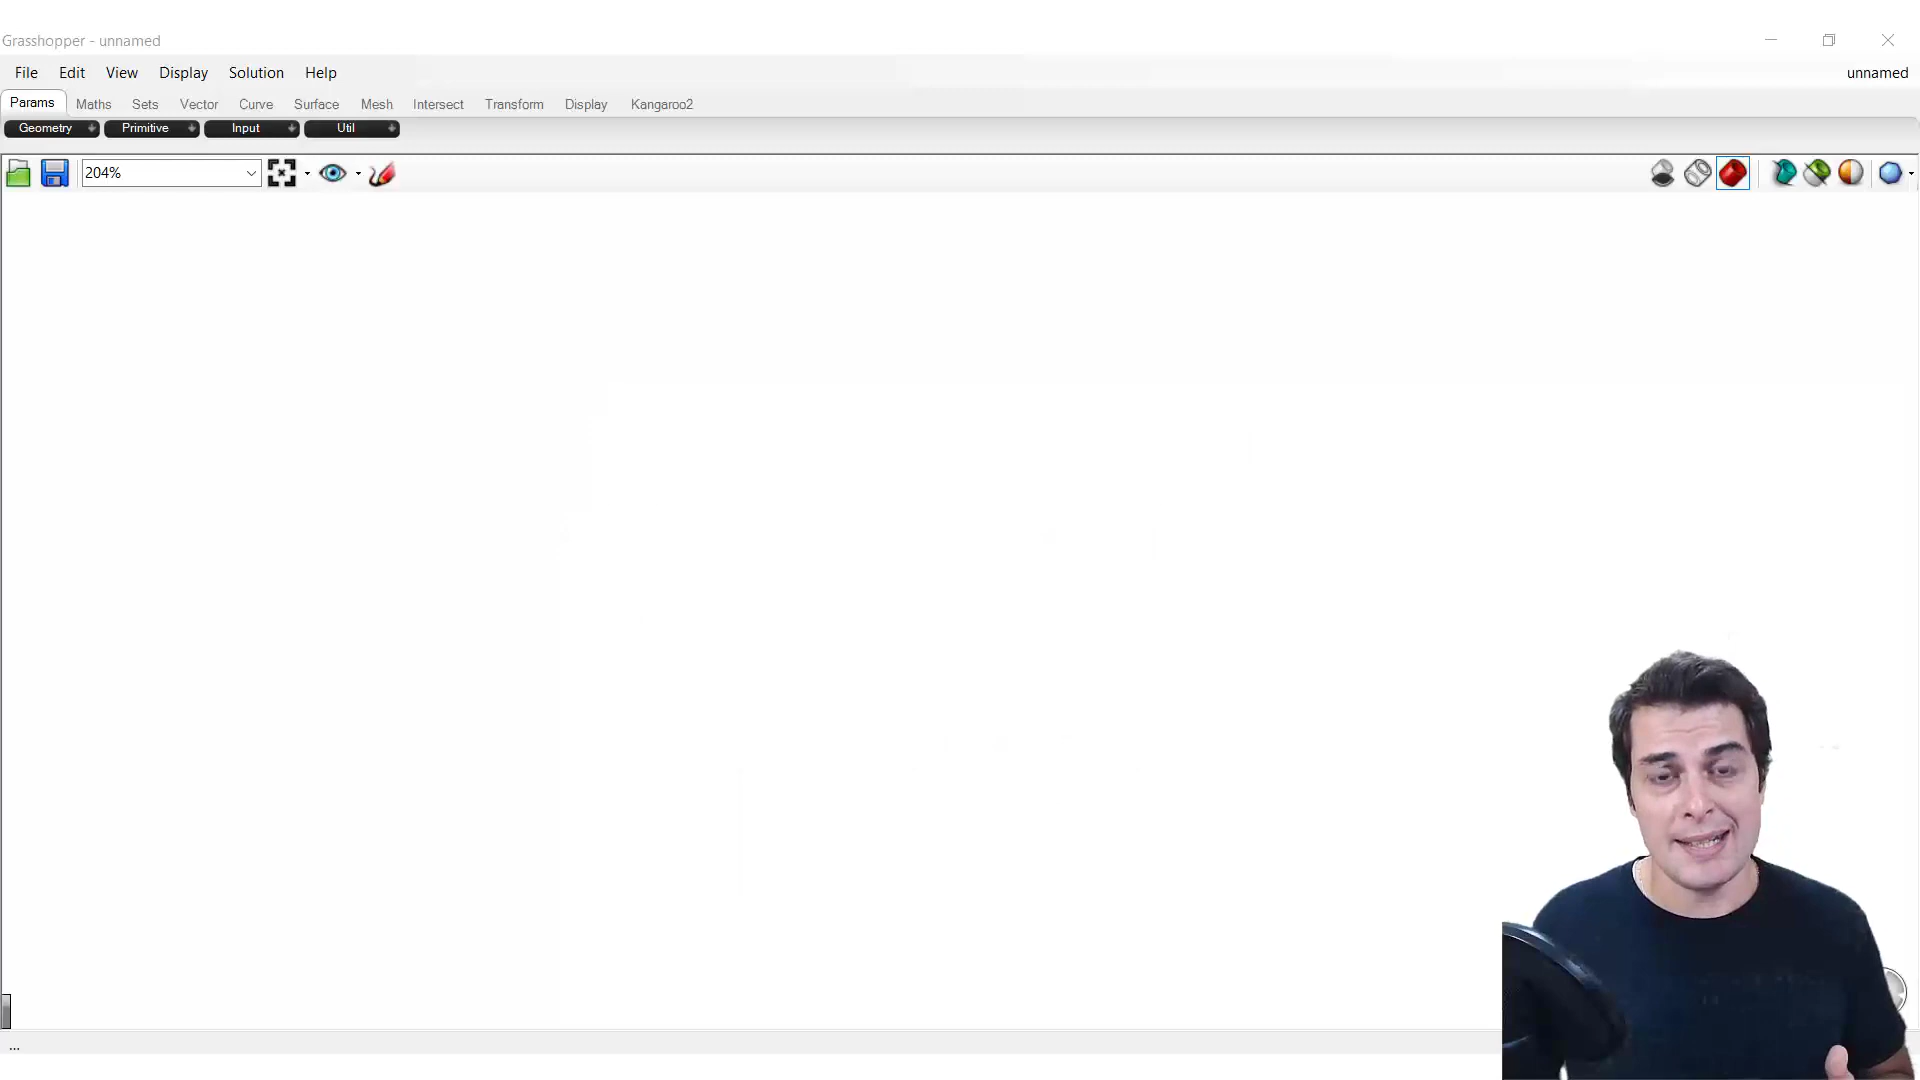 Grasshopper - unnamed
File Edit View Display Solution Help unnamed
Params Maths Sets Vector Curve Surface Mesh Intersect Transform Display Kangaroo2
Geometry Primitive Input Util
204%
...